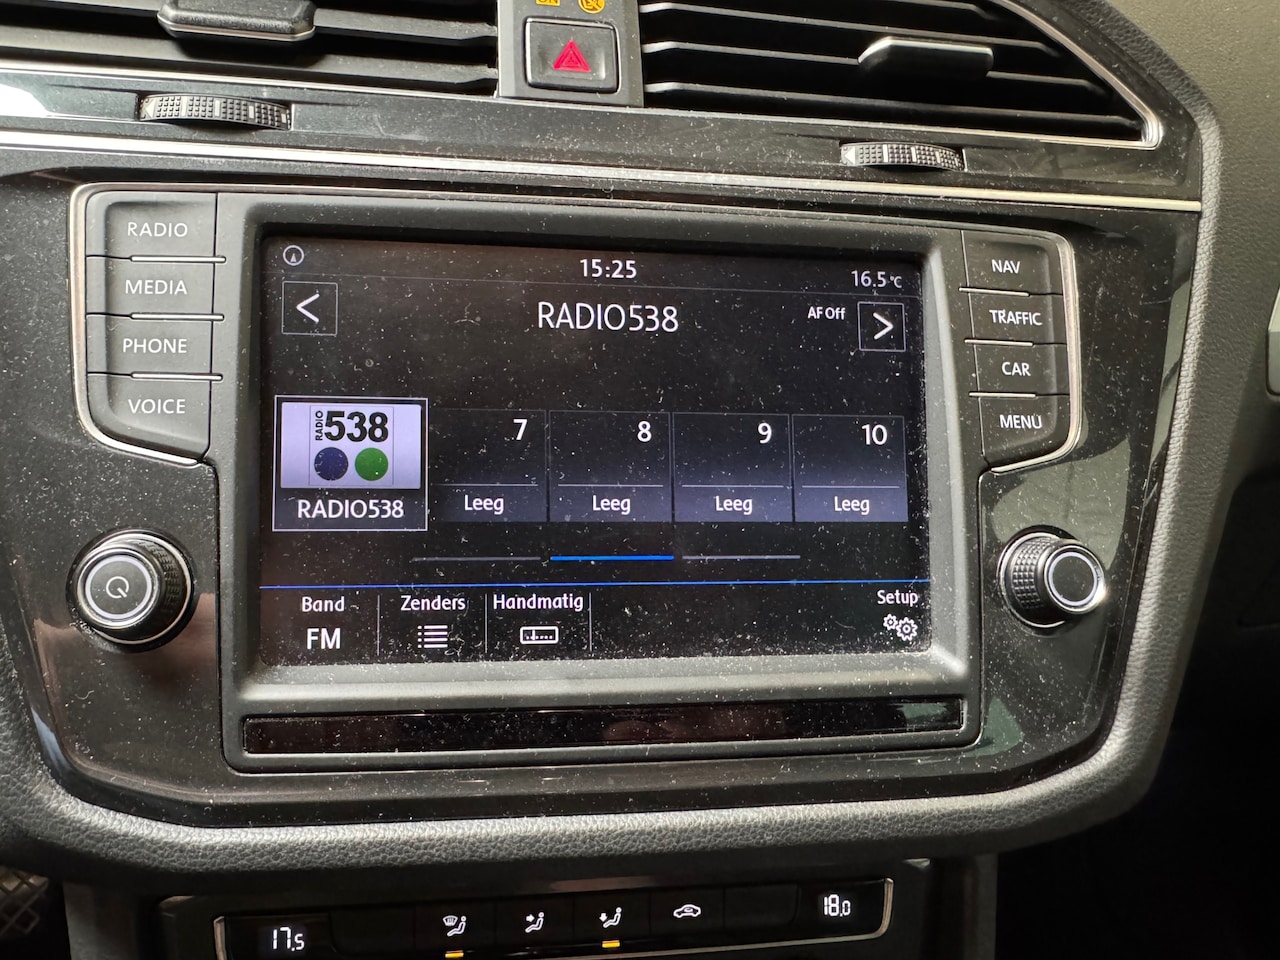 RADIO
MEDIA
PHONE
VOICE
15:25
16.5°C
RADIO538
AF Off
RADIO
538
RADIO538
7
Leeg
8
Leeg
9
Leeg
10
Leeg
Band
FM
Zenders
Handmatig
Setup
NAV
TRAFFIC
CAR
MENU
17.5
18.0